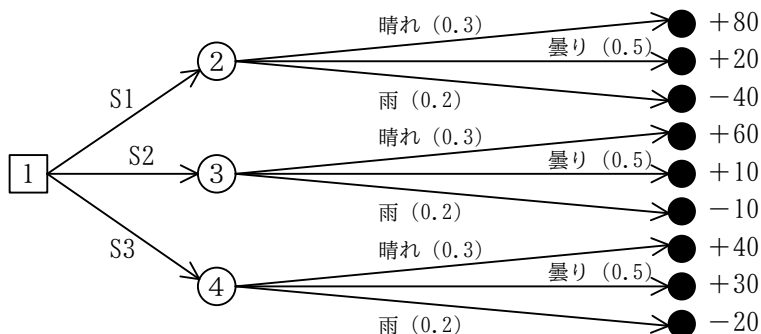 晴れ (0.3)
+80
曇り (0.5)
+20
②
S1
雨 (0.2)
−40
晴れ (0.3)
+60
曇り (0.5)
+10
1
S2
③
雨 (0.2)
−10
S3
晴れ (0.3)
+40
曇り (0.5)
+30
④
雨 (0.2)
−20